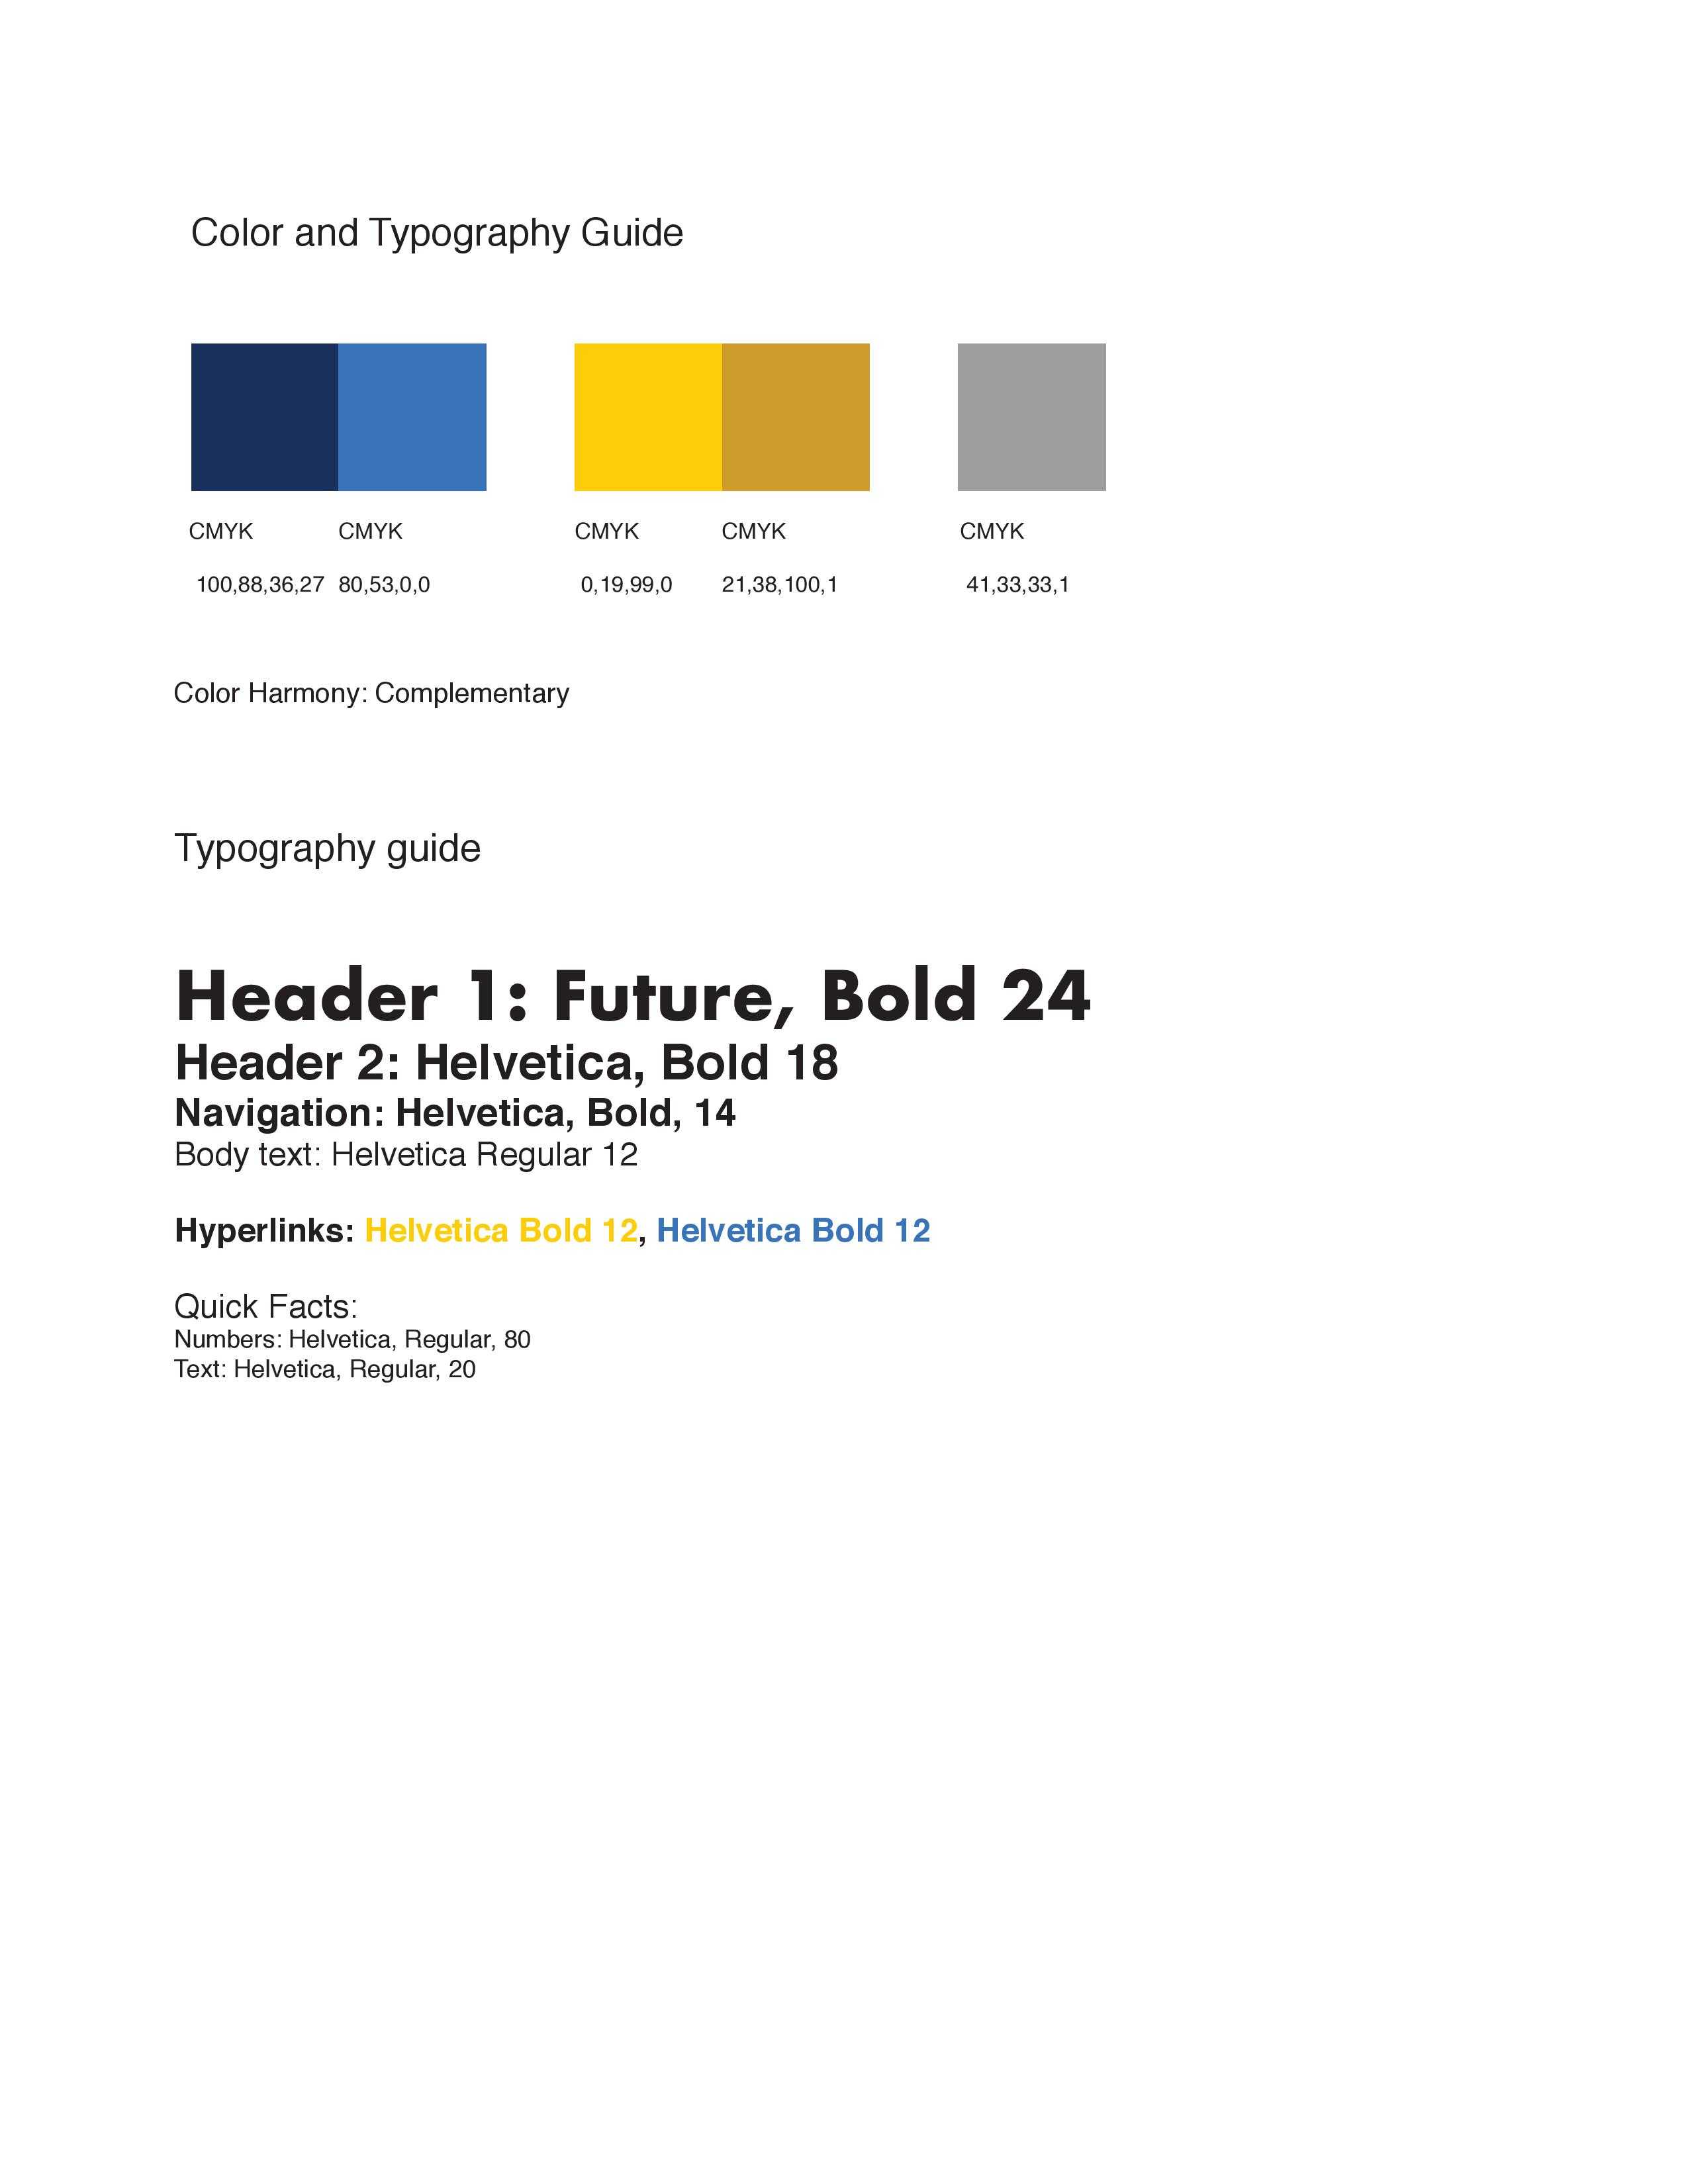 Color and Typography Guide
CMYK CMYK CMYK CMYK CMYK
100,88,36,27 80,53,0,0 0,19,99,0 21,38,100,1 41,33,33,1
Color Harmony: Complementary
Typography guide
Header 1: Future, Bold 24
Header 2: Helvetica, Bold 18
Navigation: Helvetica, Bold, 14
Body text: Helvetica Regular 12
Hyperlinks: Helvetica Bold 12, Helvetica Bold 12
Quick Facts:
Numbers: Helvetica, Regular, 80
Text: Helvetica, Regular, 20